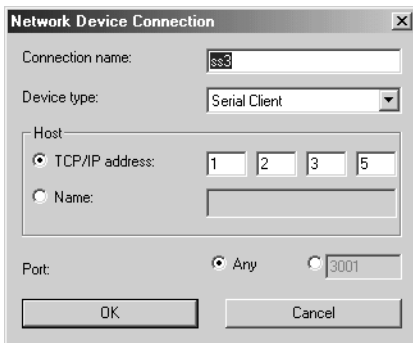 Network Device Connection
Connection name: ss3
Device type: Serial Client
Host
TCP/IP address: 1 2 3 5
Name:
Port: Any 3001
OK Cancel